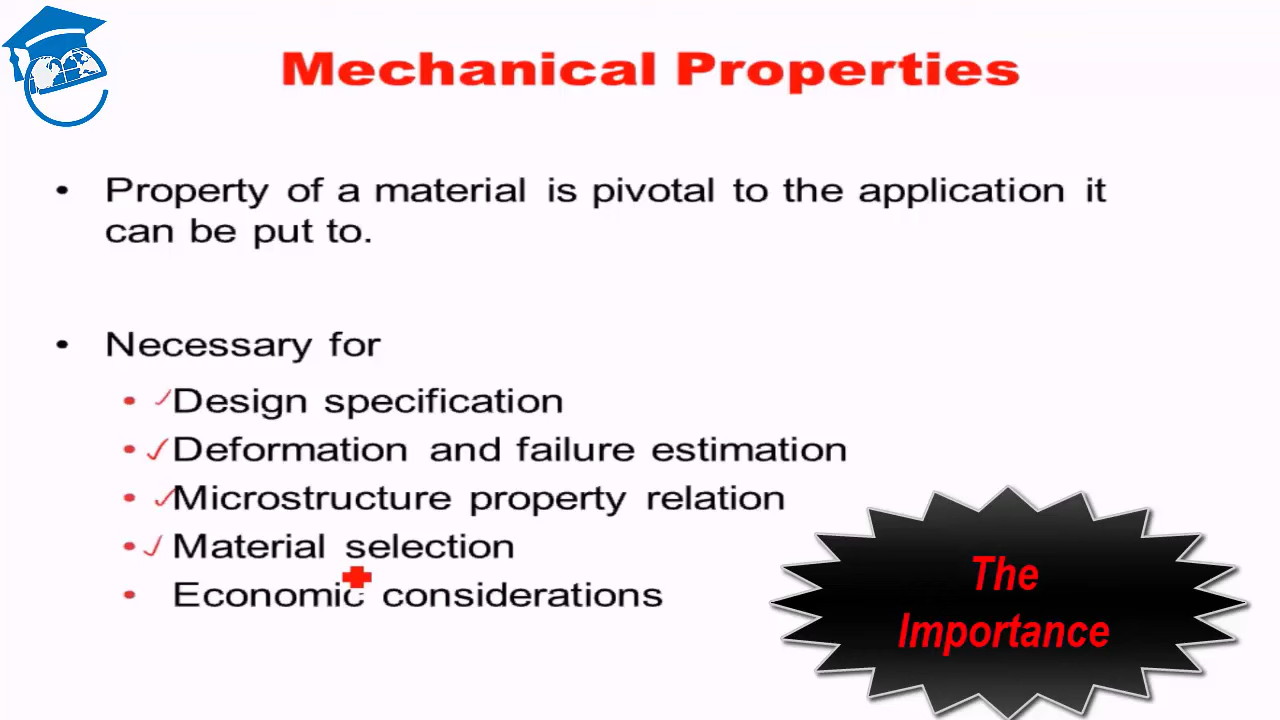 Mechanical Properties
• Property of a material is pivotal to the application it
can be put to.
• Necessary for
• Design specification
• Deformation and failure estimation
• Microstructure property relation
• Material selection
• Economic considerations
The
Importance